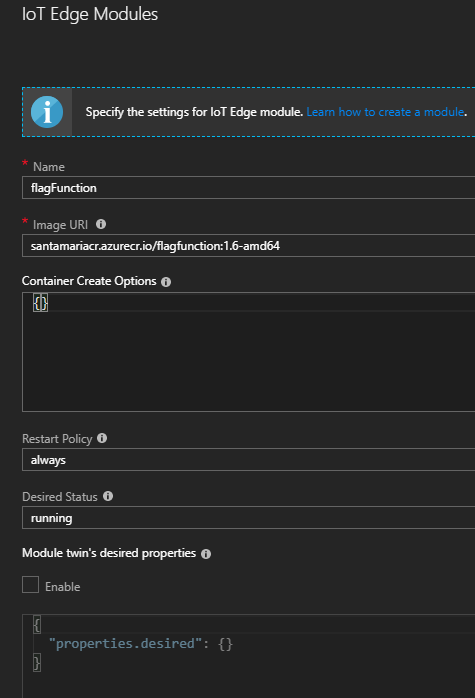 IoT Edge Modules
Specify the settings for IoT Edge module. Learn how to create a module.
* Name
flagFunction
* Image URI
santamariacr.azurecr.io/flagfunction:1.6-amd64
Container Create Options
{}
Restart Policy
always
Desired Status
running
Module twin's desired properties
Enable
{
"properties.desired": {}
}